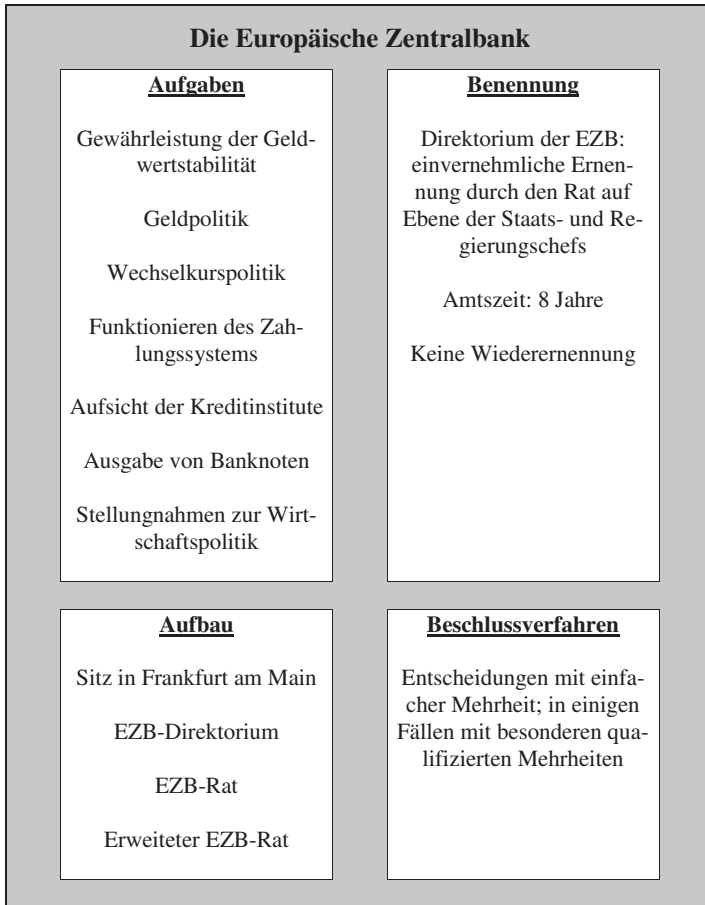 Die Europäische Zentralbank
Aufgaben
Gewährleistung der Geld-
wertstabilität
Geldpolitik
Wechselkurspolitik
Funktionieren des Zah-
lungssystems
Aufsicht der Kreditinstitute
Ausgabe von Banknoten
Stellungnahmen zur Wirt-
schaftspolitik
Benennung
Direktorium der EZB:
einvernehmliche Ernen-
nung durch den Rat auf
Ebene der Staats- und Re-
gierungschefs
Amtszeit: 8 Jahre
Keine Wiederernennung
Aufbau
Sitz in Frankfurt am Main
EZB-Direktorium
EZB-Rat
Erweiteter EZB-Rat
Beschlussverfahren
Entscheidungen mit einfa-
cher Mehrheit; in einigen
Fällen mit besonderen qua-
lifizierten Mehrheiten